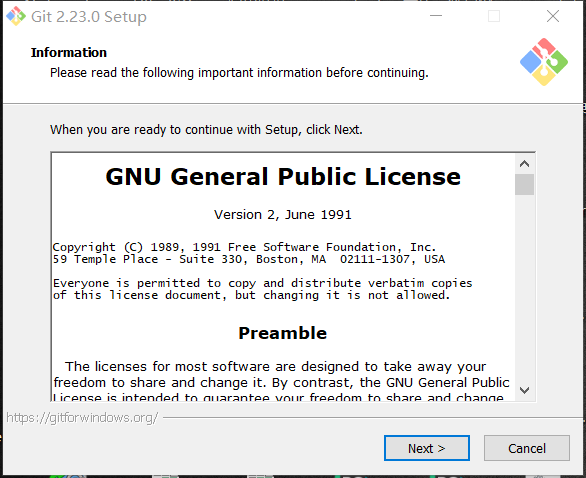 Git 2.23.0 Setup
Information
Please read the following important information before continuing.
When you are ready to continue with Setup, click Next.
GNU General Public License
Version 2, June 1991
Copyright (C) 1989, 1991 Free Software Foundation, Inc.
59 Temple Place - Suite 330, Boston, MA  02111-1307, USA
Everyone is permitted to copy and distribute verbatim copies
of this license document, but changing it is not allowed.
Preamble
The licenses for most software are designed to take away your
freedom to share and change it. By contrast, the GNU General Public
License is intended to guarantee your freedom to share and change
https://gitforwindows.org/
Next >
Cancel